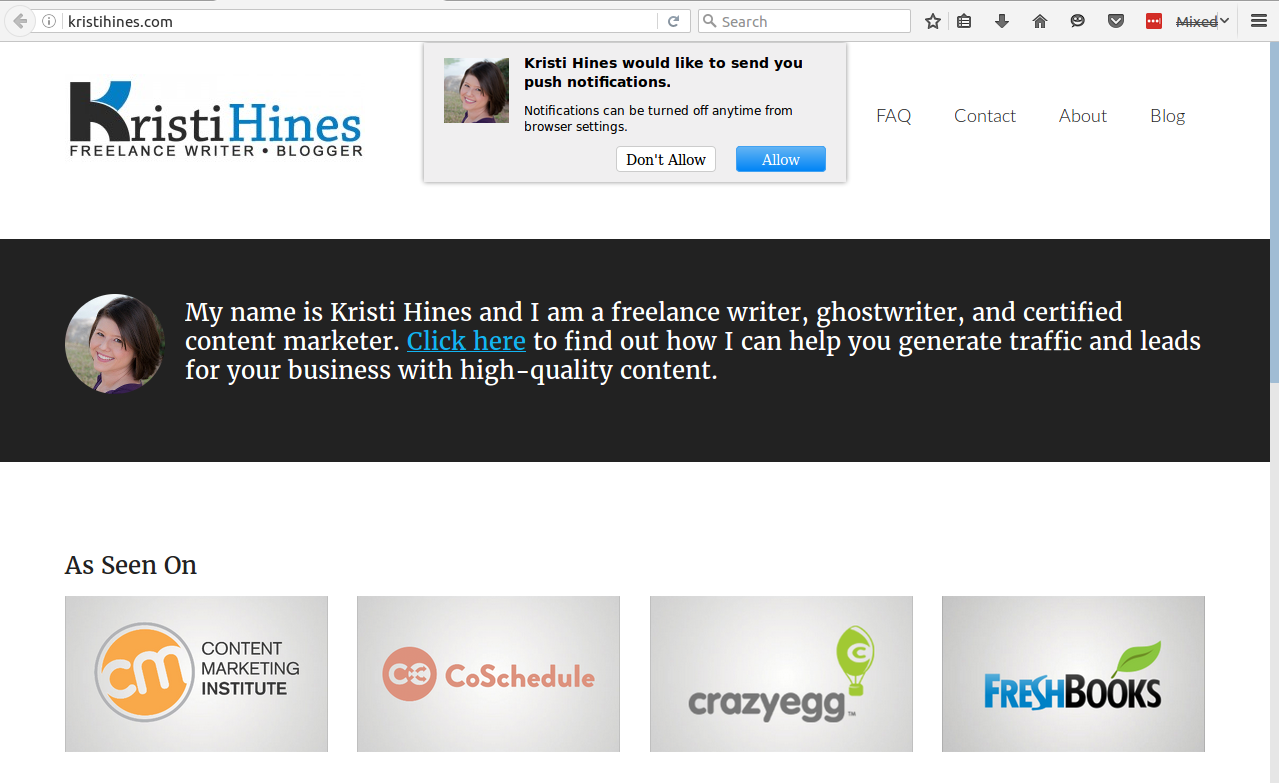 kristihines.com
Search
Mixed
Kristi Hines would like to send you
push notifications.
Notifications can be turned off anytime from
browser settings.
Don't Allow
Allow
KristiHines
FREELANCE WRITER • BLOGGER
FAQ
Contact
About
Blog
My name is Kristi Hines and I am a freelance writer, ghostwriter, and certified
content marketer. Click here to find out how I can help you generate traffic and leads
for your business with high-quality content.
As Seen On
cm
CONTENT
MARKETING
INSTITUTE
CoSchedule
crazyegg™
FRESHBOOKS